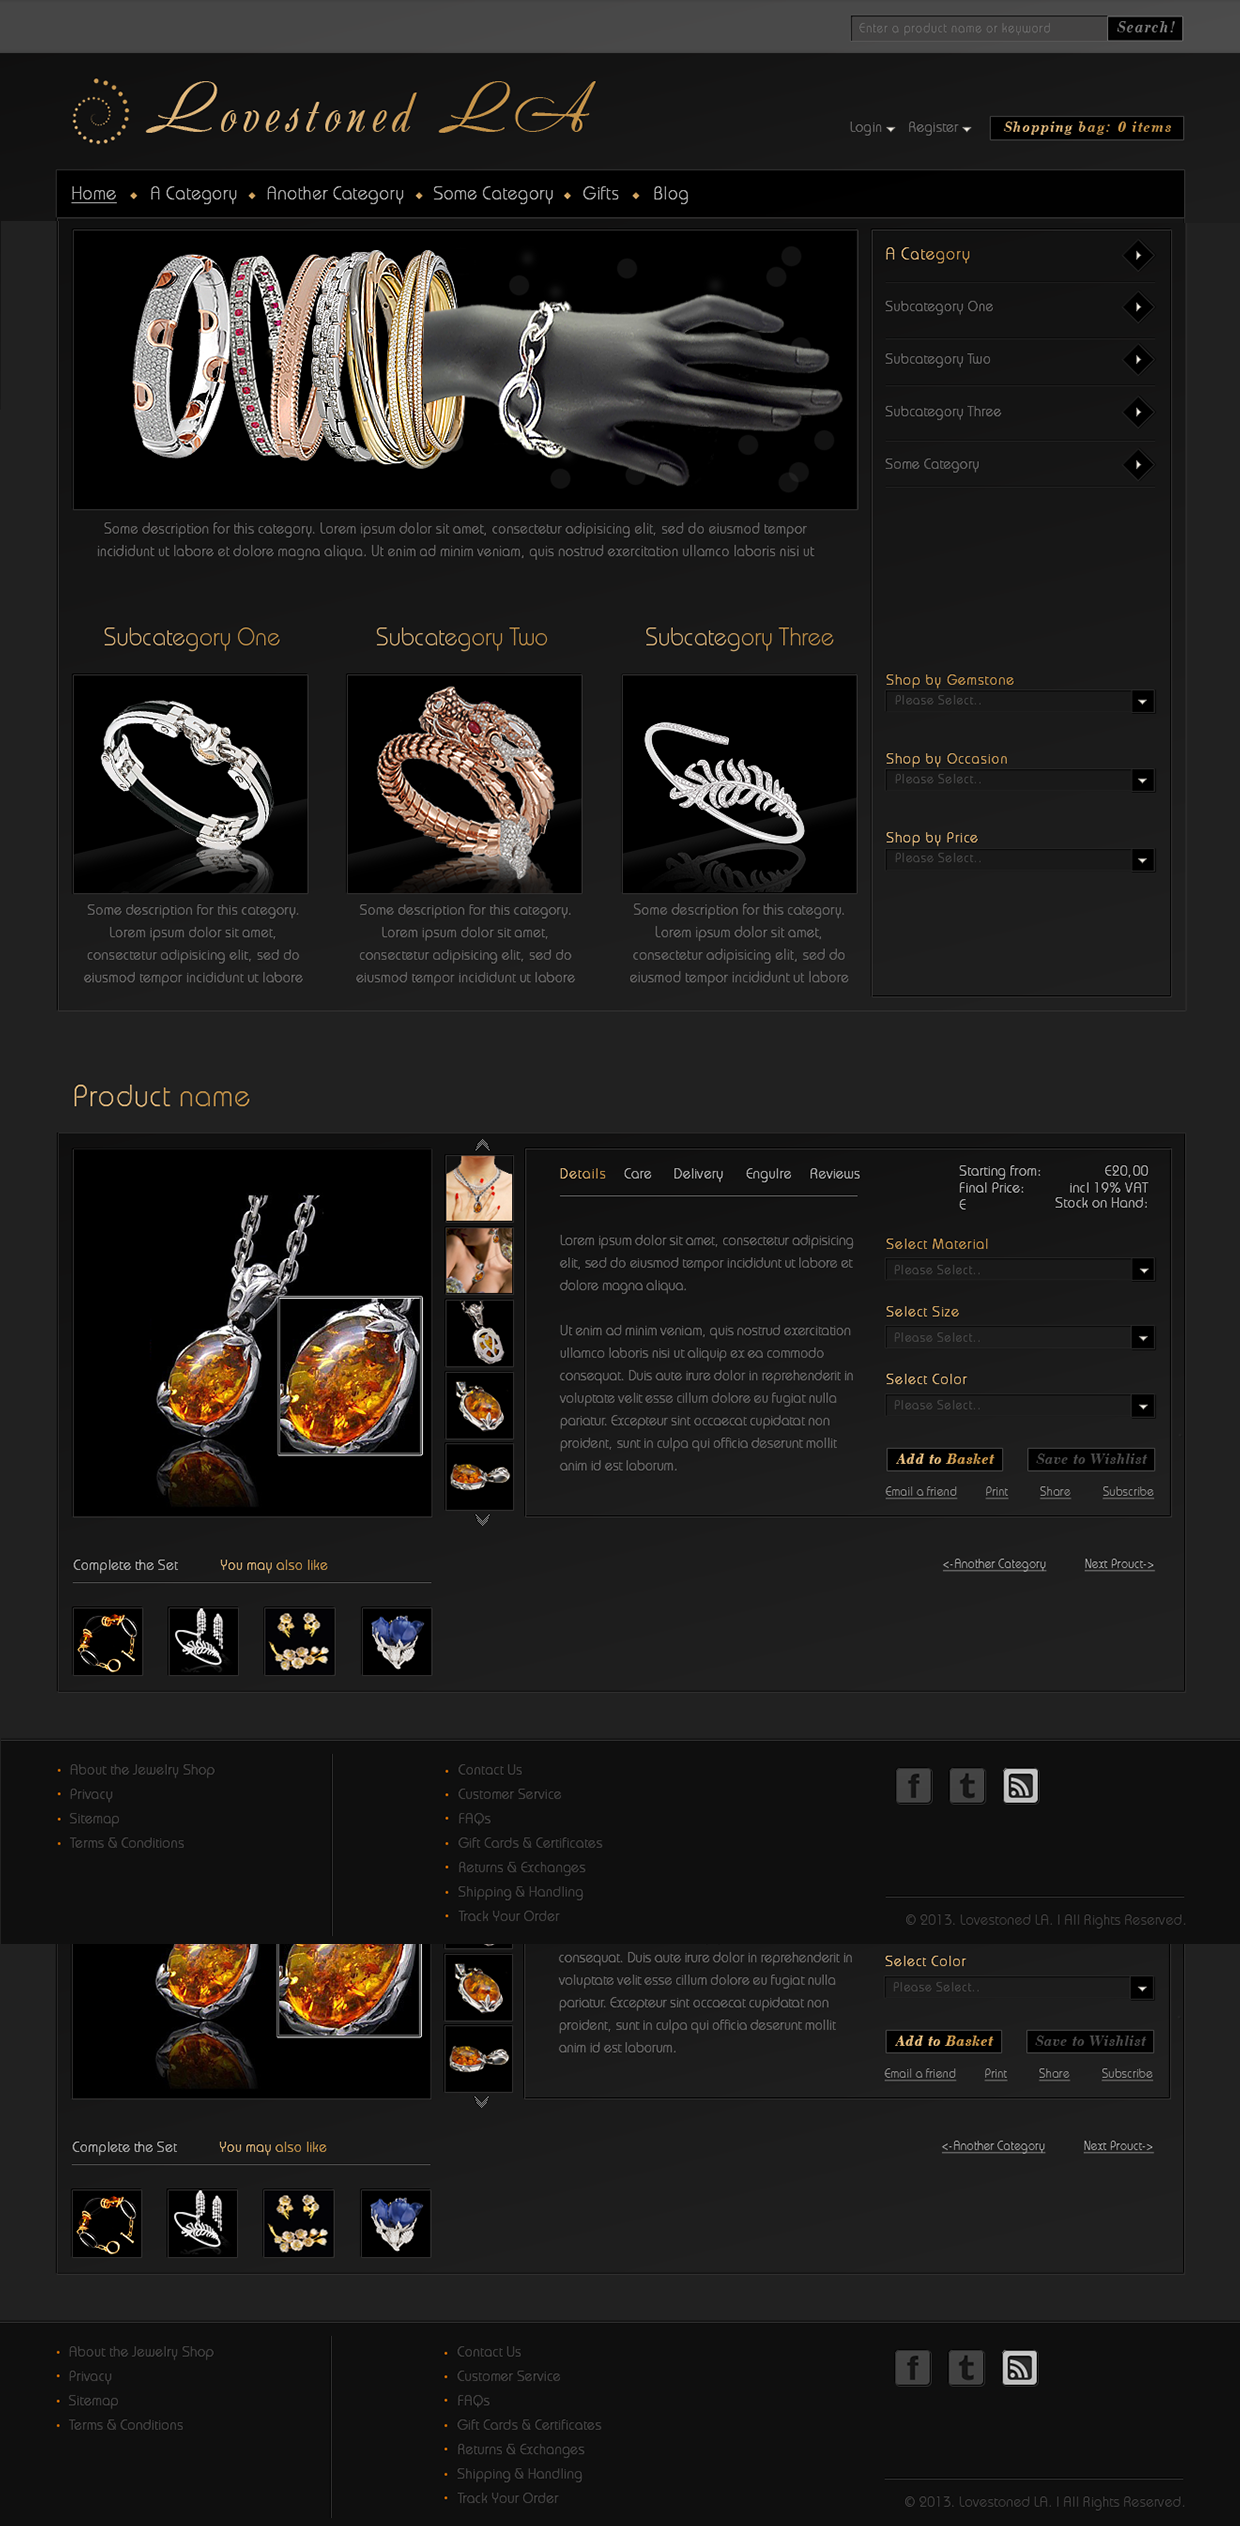 Enter a product name or keyword
Search!
Lovestoned LA
Login
Register
Shopping bag: 0 items
Home
A Category
Another Category
Some Category
Gifts
Blog
A Category
Subcategory One
Subcategory Two
Subcategory Three
Some Category
Some description for this category. Lorem ipsum dolor sit amet, consectetur adipisicing elit, sed do eiusmod tempor
incididunt ut labore et dolore magna aliqua. Ut enim ad minim veniam, quis nostrud exercitation ullamco laboris nisi ut
Subcategory One
Subcategory Two
Subcategory Three
Shop by Gemstone
Please Select..
Shop by Occasion
Please Select..
Shop by Price
Please Select..
Some description for this category.
Lorem ipsum dolor sit amet,
consectetur adipisicing elit, sed do
eiusmod tempor incididunt ut labore
Some description for this category.
Lorem ipsum dolor sit amet,
consectetur adipisicing elit, sed do
eiusmod tempor incididunt ut labore
Some description for this category.
Lorem ipsum dolor sit amet,
consectetur adipisicing elit, sed do
eiusmod tempor incididunt ut labore
Product name
Details
Care
Delivery
EnguIre
Reviews
Starting from:
€20,00
Final Price:
incl 19% VAT
€
Stock on Hand:
Lorem ipsum dolor sit amet, consectetur adipisicing
elit, sed do eiusmod tempor incididunt ut labore et
dolore magna aliqua.
Ut enim ad minim veniam, quis nostrud exercitation
ullamco laboris nisi ut aliquip ex ea commodo
consequat. Duis aute irure dolor in reprehenderit in
voluptate velit esse cillum dolore eu fugiat nulla
pariatur. Excepteur sint occaecat cupidatat non
proident, sunt in culpa qui officia deserunt mollit
anim id est laborum.
Select Material
Please Select..
Select Size
Please Select..
Select Color
Please Select..
Add to Basket
Save to Wishlist
Email a friend
Print
Share
Subscribe
Complete the Set
You may also like
<-Another Category
Next Prouct->
About the Jewelry Shop
Privacy
Sitemap
Terms & Conditions
Contact Us
Customer Service
FAQs
Gift Cards & Certificates
Returns & Exchanges
Shipping & Handling
Track Your Order
© 2013. Lovestoned LA. | All Rights Reserved.
consequat. Duis aute irure dolor in reprehenderit in
voluptate velit esse cillum dolore eu fugiat nulla
pariatur. Excepteur sint occaecat cupidatat non
proident, sunt in culpa qui officia deserunt mollit
anim id est laborum.
Select Color
Please Select..
Add to Basket
Save to Wishlist
Email a friend
Print
Share
Subscribe
Complete the Set
You may also like
<-Another Category
Next Prouct->
About the Jewelry Shop
Privacy
Sitemap
Terms & Conditions
Contact Us
Customer Service
FAQs
Gift Cards & Certificates
Returns & Exchanges
Shipping & Handling
Track Your Order
© 2013. Lovestoned LA. | All Rights Reserved.